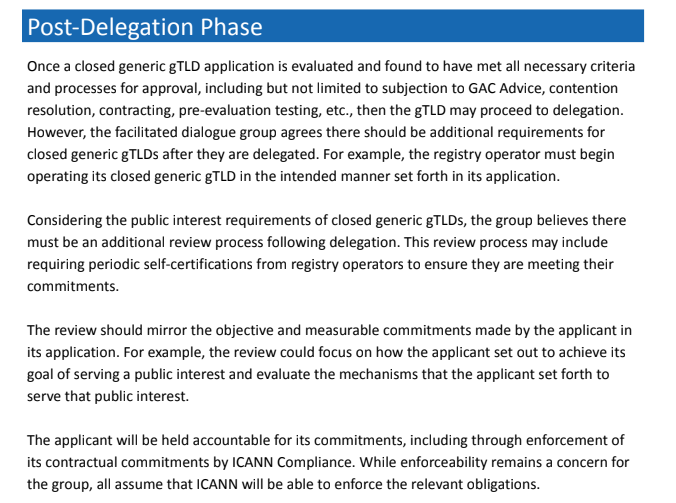 Post-Delegation Phase
Once a closed generic gTLD application is evaluated and found to have met all necessary criteria
and processes for approval, including but not limited to subjection to GAC Advice, contention
resolution, contracting, pre-evaluation testing, etc., then the gTLD may proceed to delegation.
However, the facilitated dialogue group agrees there should be additional requirements for
closed generic gTLDs after they are delegated. For example, the registry operator must begin
operating its closed generic gTLD in the intended manner set forth in its application.
Considering the public interest requirements of closed generic gTLDs, the group believes there
must be an additional review process following delegation. This review process may include
requiring periodic self-certifications from registry operators to ensure they are meeting their
commitments.
The review should mirror the objective and measurable commitments made by the applicant in
its application. For example, the review could focus on how the applicant set out to achieve its
goal of serving a public interest and evaluate the mechanisms that the applicant set forth to
serve that public interest.
The applicant will be held accountable for its commitments, including through enforcement of
its contractual commitments by ICANN Compliance. While enforceability remains a concern for
the group, all assume that ICANN will be able to enforce the relevant obligations.